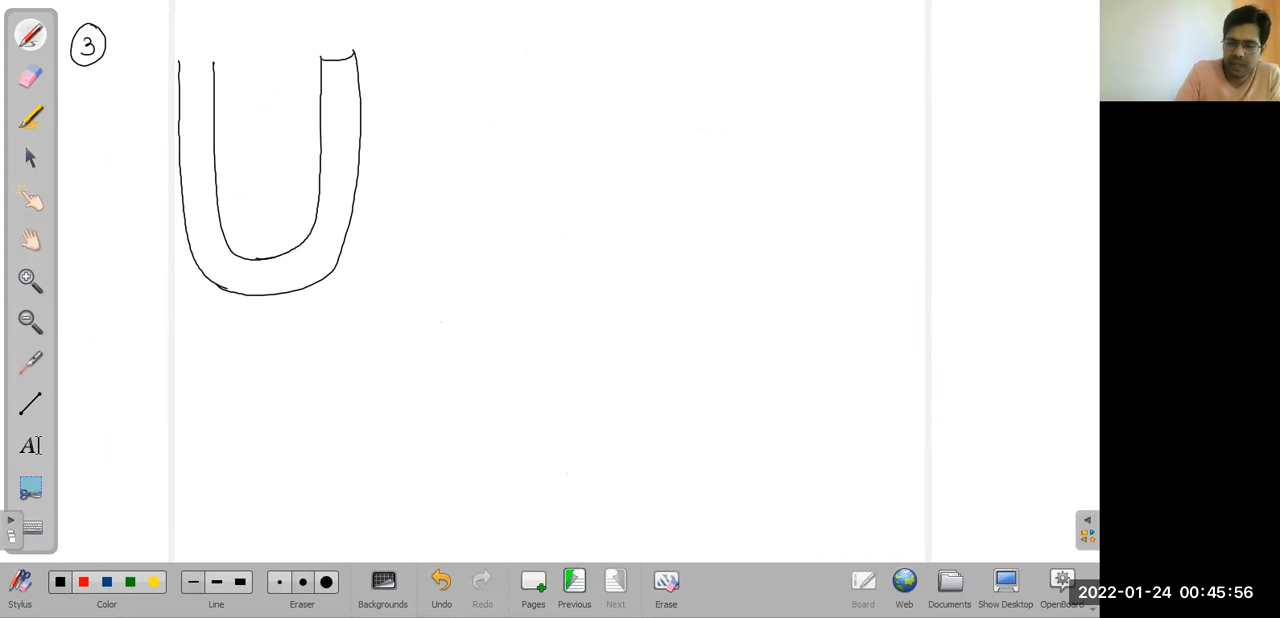 3
A
Stylus
Color
Line
Eraser
Backgrounds
Undo
Redo
Pages
Previous
Next
Erase
Board
Web
Documents
Show Desktop
OpenBoard
2022-01-24 00:45:56